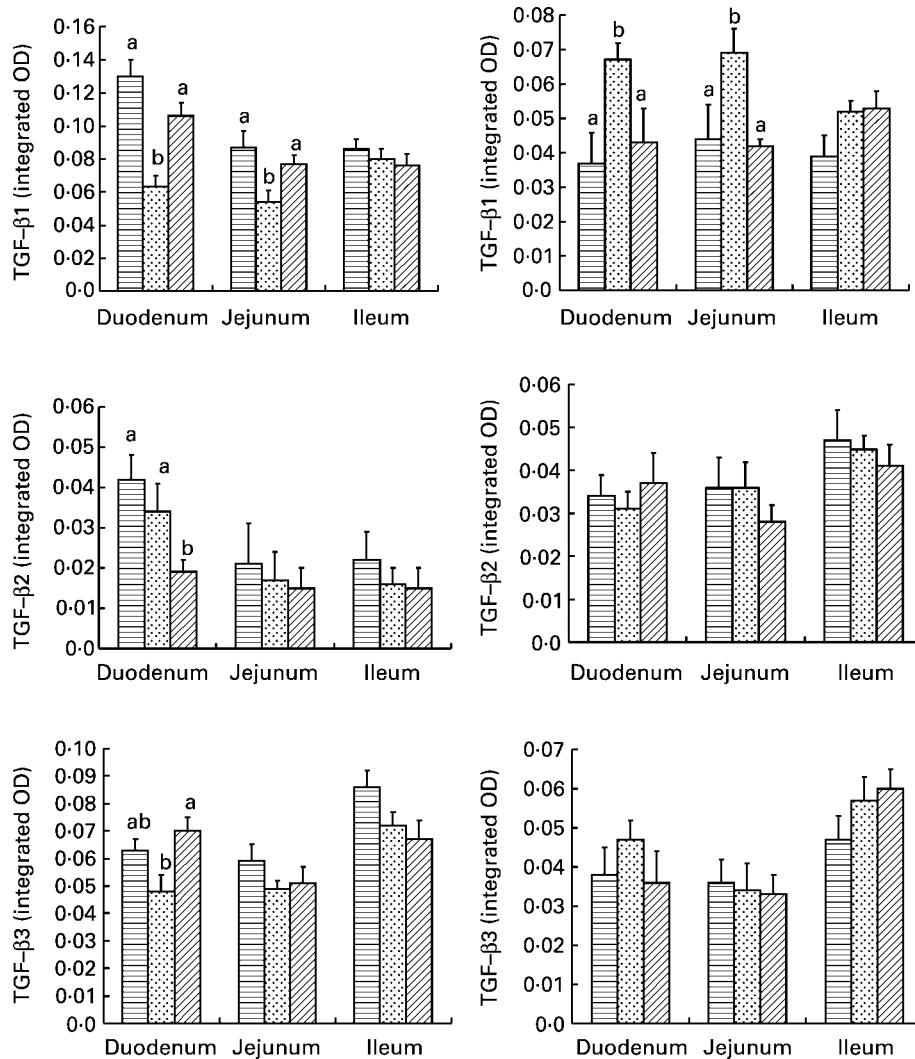 TGF–β1 (integrated OD)
0·16
0·14
0·12
0·10
0·08
0·06
0·04
0·02
0·0
a
b
a
a
b
a
Duodenum Jejunum Ileum
TGF–β1 (integrated OD)
0·08
0·07
0·06
0·05
0·04
0·03
0·02
0·01
0·0
a
b
a
a
b
a
Duodenum Jejunum Ileum
TGF–β2 (integrated OD)
0·06
0·05
0·04
0·03
0·02
0·01
0·0
a
a
b
Duodenum Jejunum Ileum
TGF–β2 (integrated OD)
0·06
0·05
0·04
0·03
0·02
0·01
0·0
Duodenum Jejunum Ileum
TGF–β3 (integrated OD)
0·10
0·09
0·08
0·07
0·06
0·05
0·04
0·03
0·02
0·01
0·0
ab
b
a
Duodenum Jejunum Ileum
TGF–β3 (integrated OD)
0·07
0·06
0·05
0·04
0·03
0·02
0·01
0·0
Duodenum Jejunum Ileum